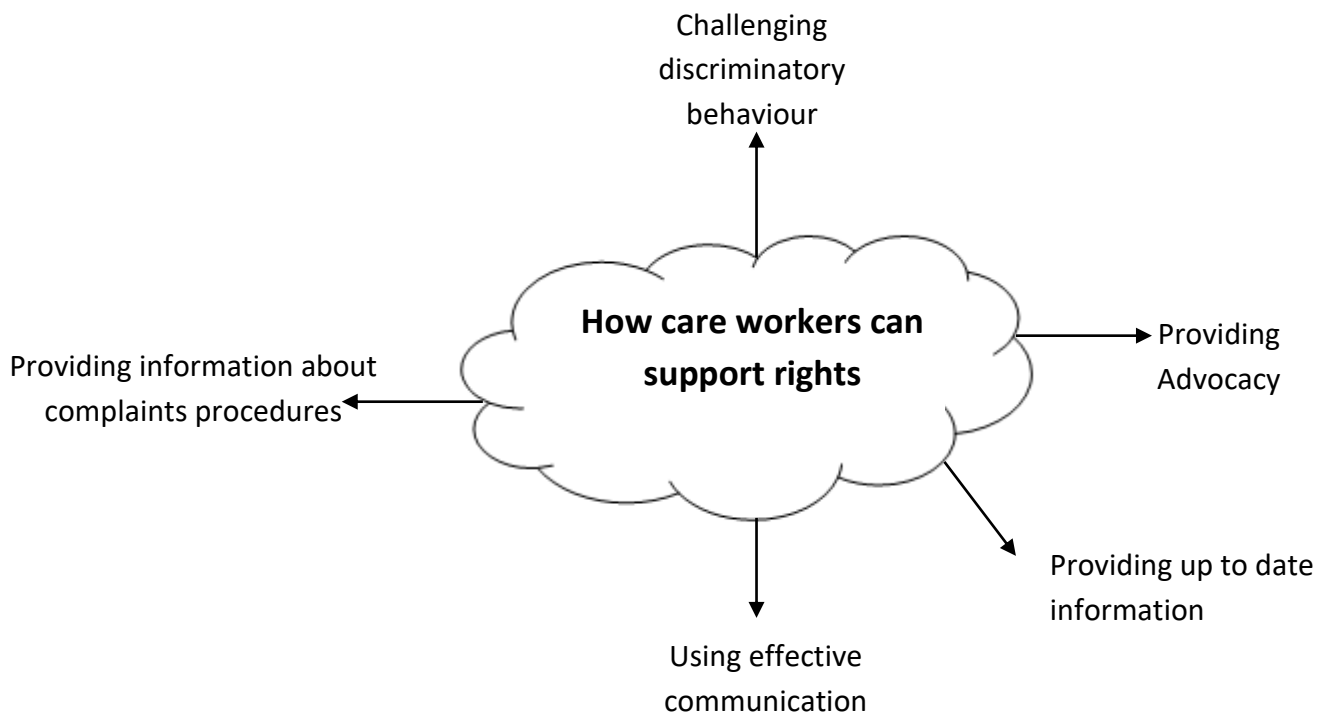 Challenging
discriminatory
behaviour
How care workers can
support rights
Providing
Advocacy
Providing information about
complaints procedures
Providing up to date
information
Using effective
communication